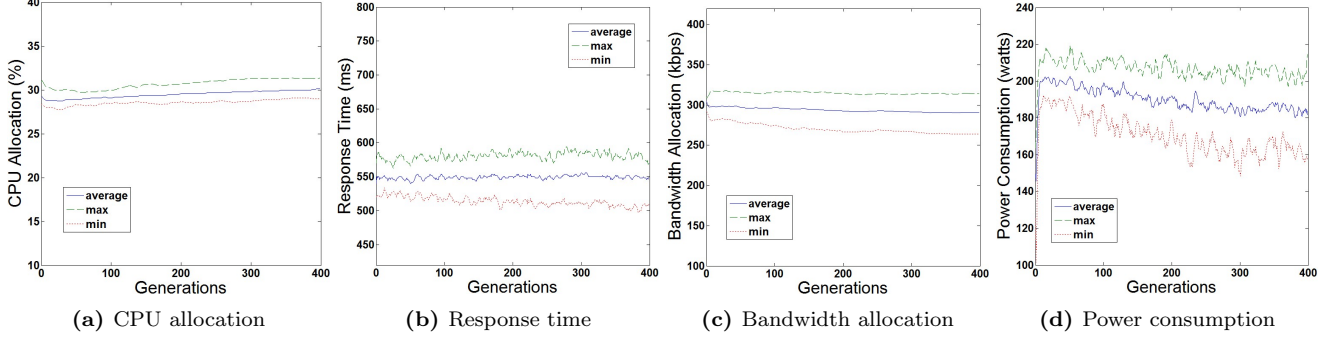 CPU Allocation (%)
40
35
30
25
20
15
10
0
100
200
300
400
average
max
min
Generations
(a) CPU allocation
Response Time (ms)
800
750
700
650
600
550
500
450
0
100
200
300
400
average
max
min
Generations
(b) Response time
Bandwidth Allocation (kbps)
400
350
300
250
200
150
100
0
100
200
300
400
average
max
min
Generations
(c) Bandwidth allocation
Power Consumption (watts)
240
220
200
180
160
140
120
100
0
100
200
300
400
average
max
min
Generations
(d) Power consumption